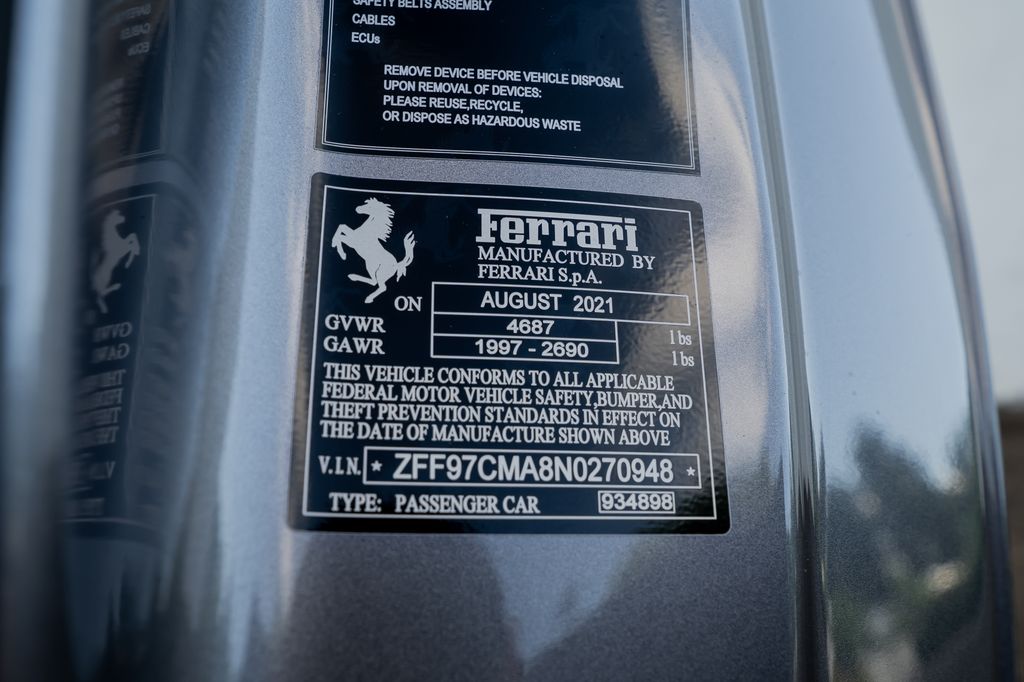 SAFETY BELTS ASSEMBLY
CABLES
ECUs
REMOVE DEVICE BEFORE VEHICLE DISPOSAL
UPON REMOVAL OF DEVICES:
PLEASE REUSE,RECYCLE,
OR DISPOSE AS HAZARDOUS WASTE
Ferrari
MANUFACTURED BY
FERRARI S.p.A.
ON AUGUST 2021
GVWR 4687 lbs
GAWR 1997 - 2690 lbs
THIS VEHICLE CONFORMS TO ALL APPLICABLE
FEDERAL MOTOR VEHICLE SAFETY,BUMPER,AND
THEFT PREVENTION STANDARDS IN EFFECT ON
THE DATE OF MANUFACTURE SHOWN ABOVE
V.I.N. * ZFF97CMA8N0270948 *
TYPE: PASSENGER CAR 934898